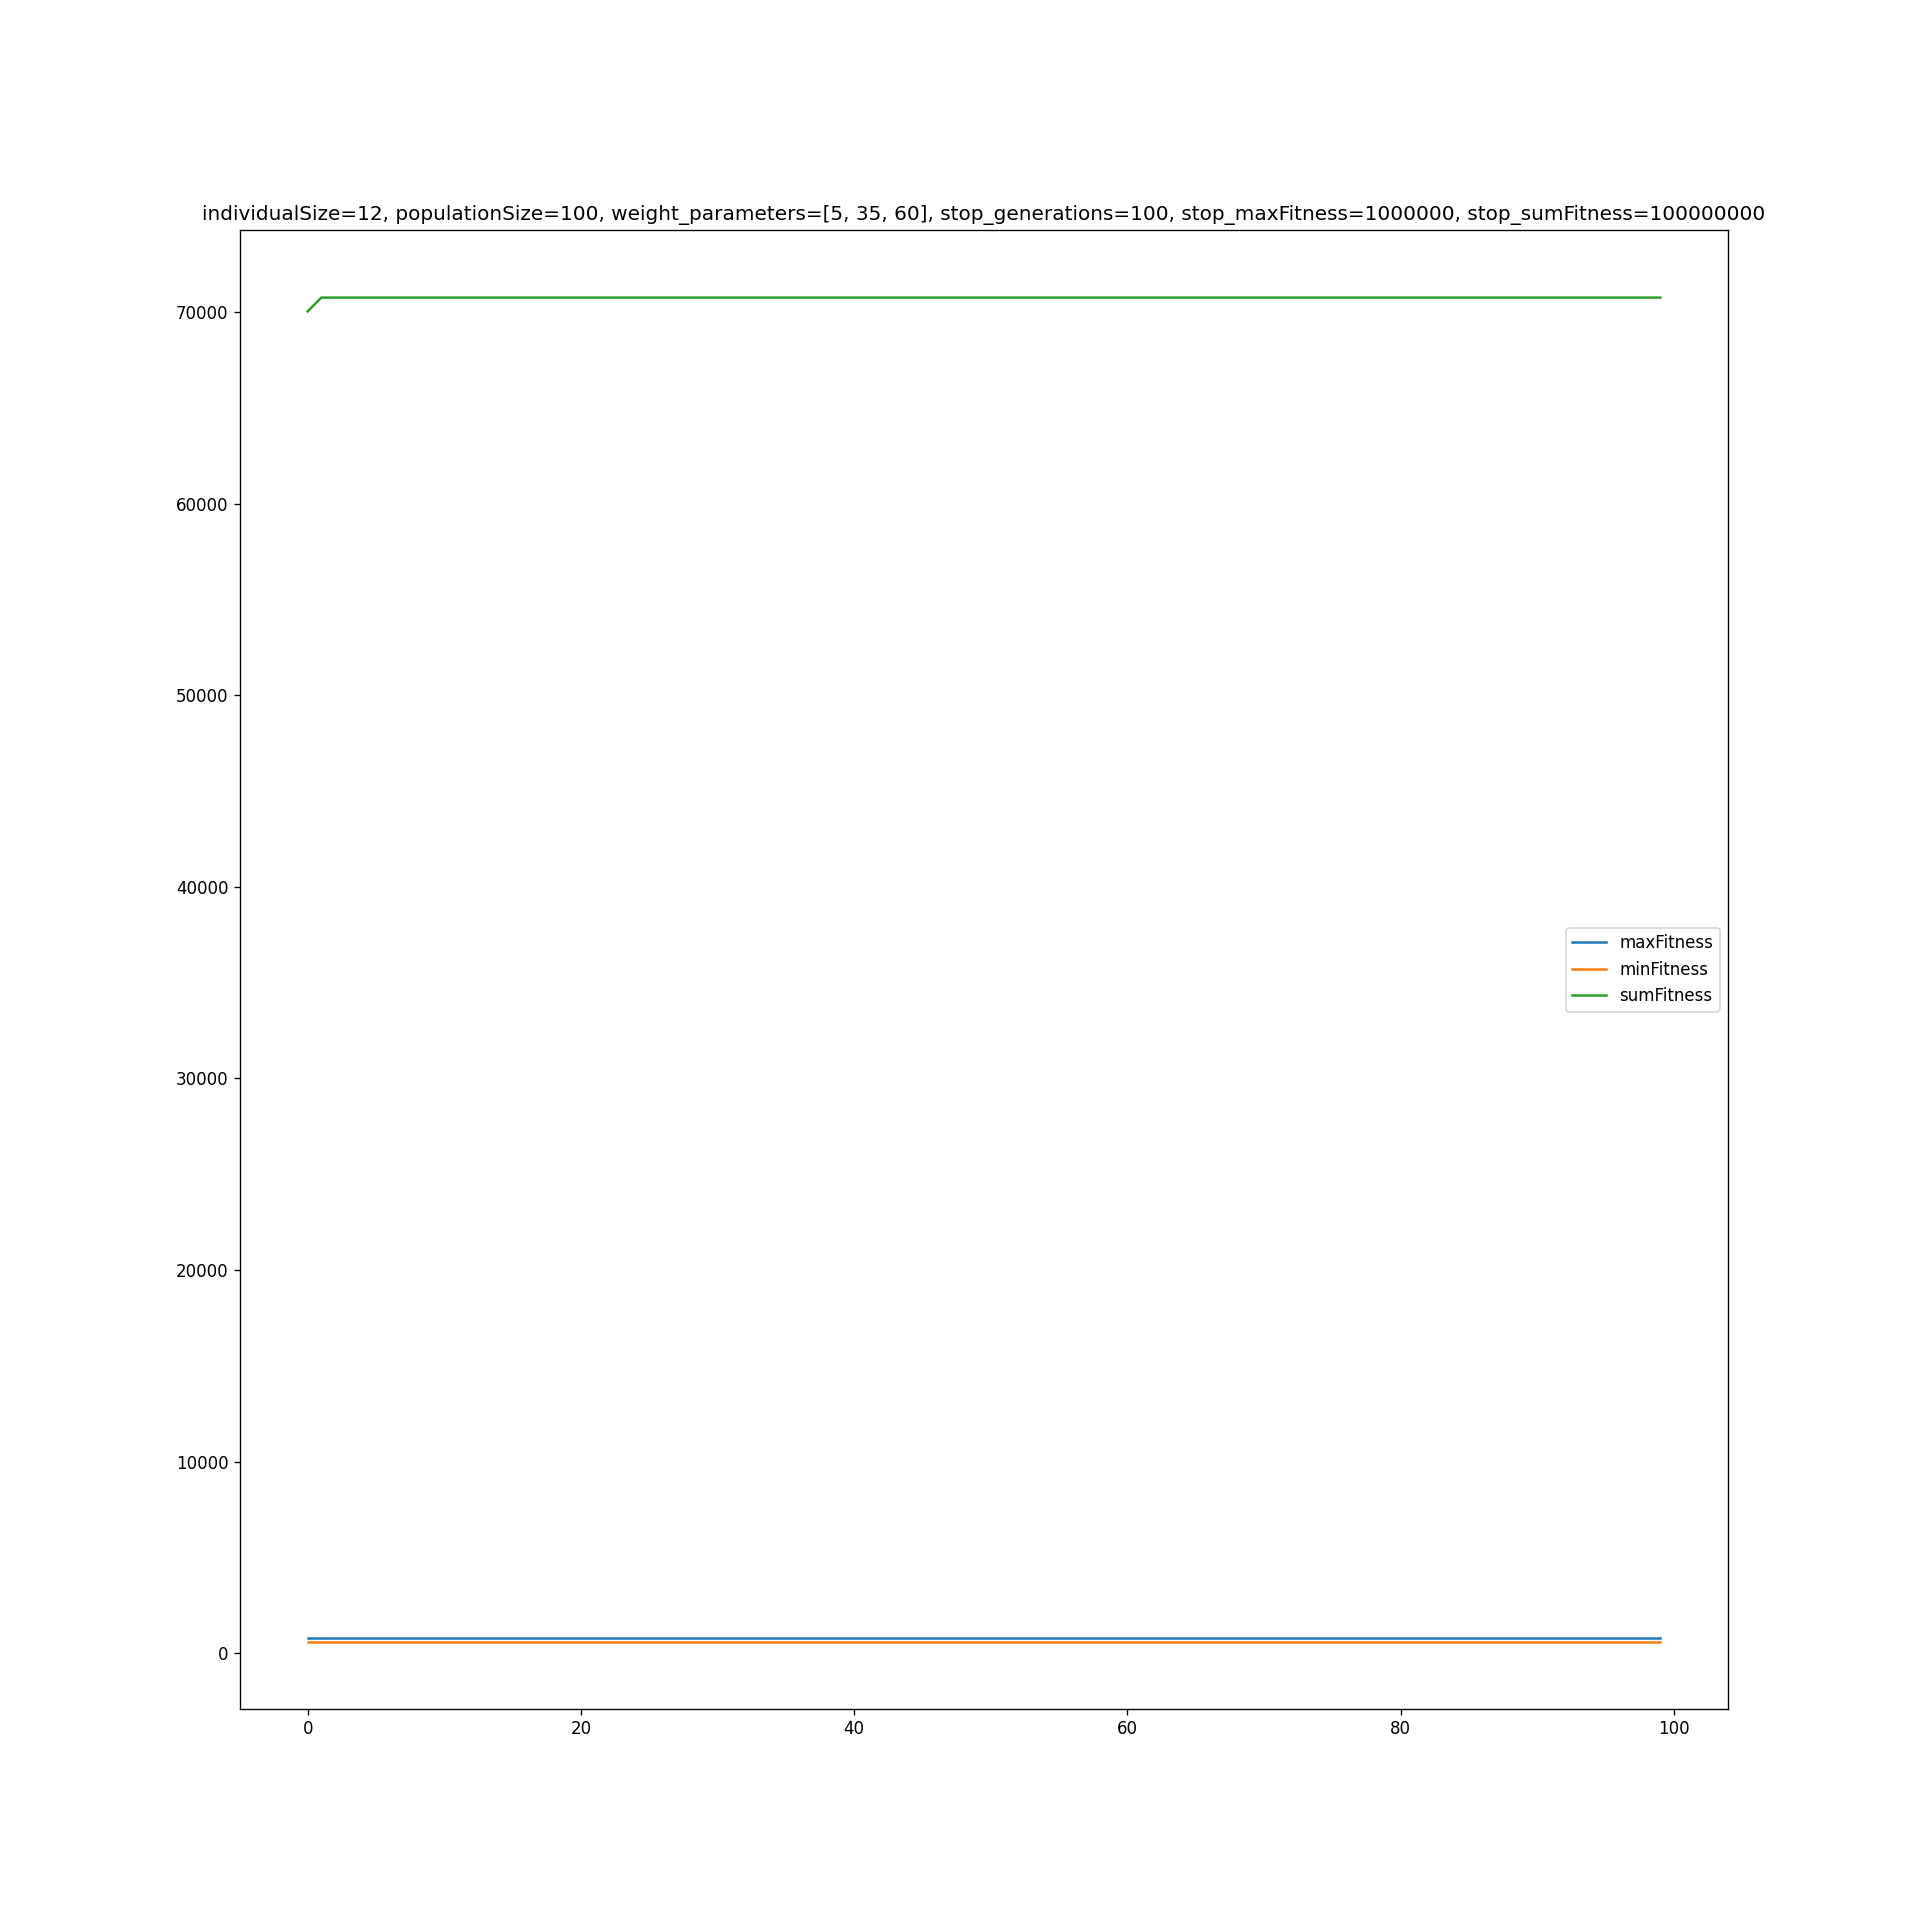 individualSize=12, populationSize=100, weight_parameters=[5, 35, 60], stop_generations=100, stop_maxFitness=1000000, stop_sumFitness=100000000
70000
60000
50000
40000
30000
20000
10000
0
maxFitness
minFitness
sumFitness
0 20 40 60 80 100